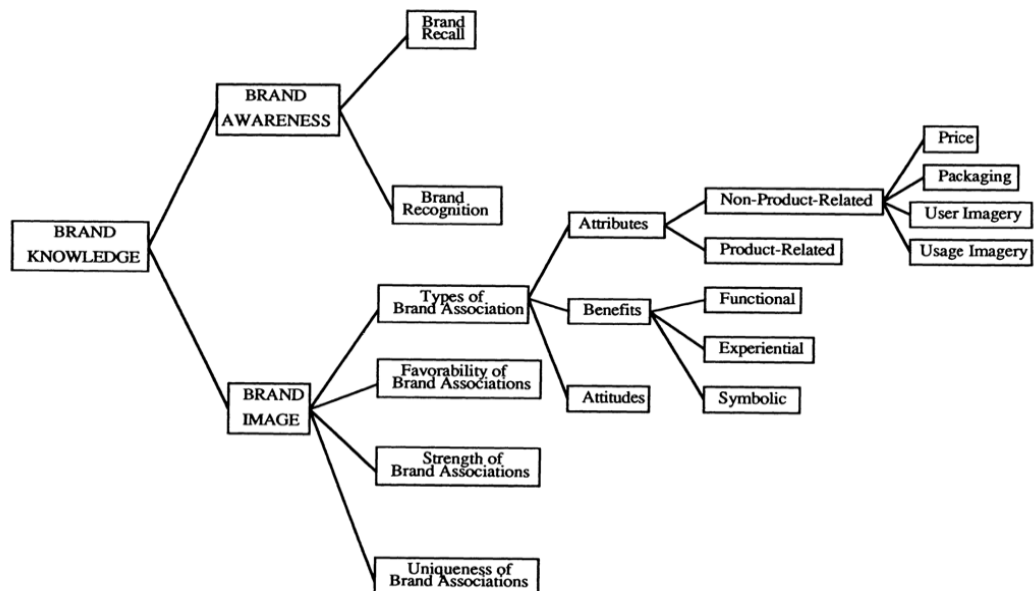 Brand
Recall
BRAND
AWARENESS
Brand
Recognition
BRAND
KNOWLEDGE
BRAND
IMAGE
Types of
Brand Association
Favorability of
Brand Associations
Strength of
Brand Associations
Uniqueness of
Brand Associations
Attributes
Benefits
Attitudes
Non-Product-Related
Product-Related
Functional
Experiential
Symbolic
Price
Packaging
User Imagery
Usage Imagery